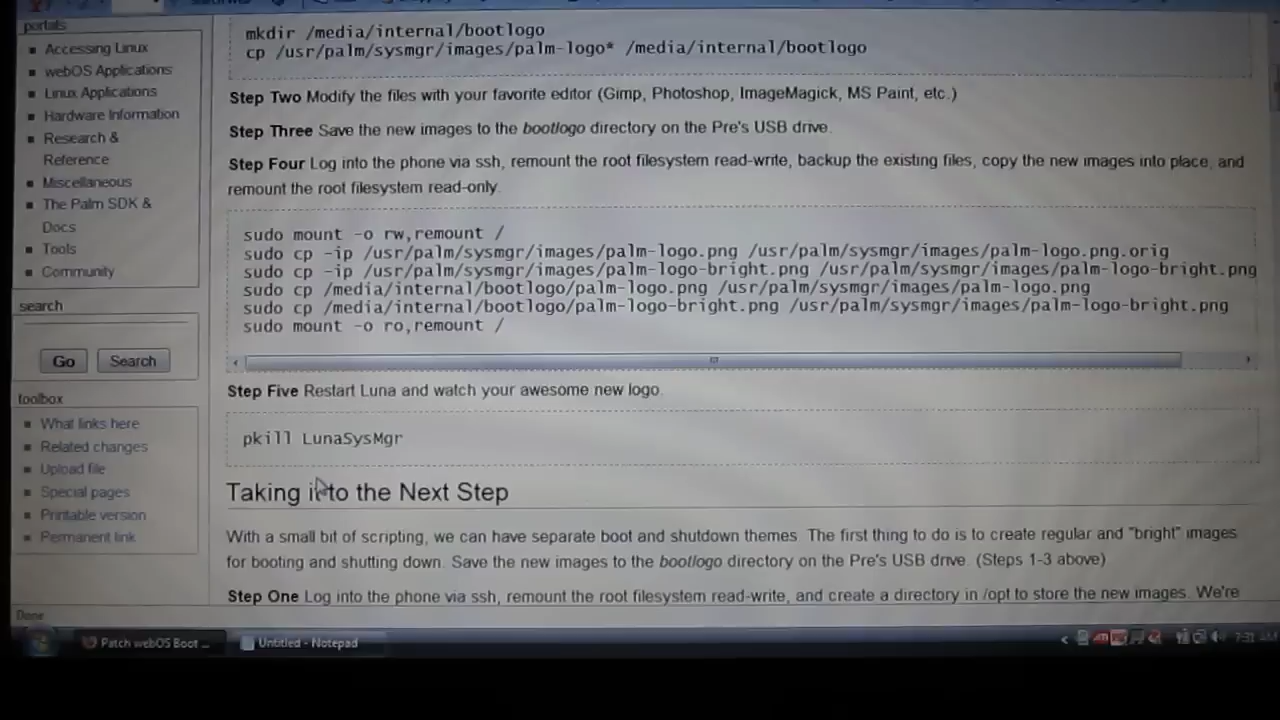 portals
Accessing Linux
webOS Applications
Linux Applications
Hardware Information
Research &
Reference
Miscellaneous
The Palm SDK &
Docs
Tools
Community
search
Go Search
toolbox
What links here
Related changes
Upload file
Special pages
Printable version
Permanent link
mkdir /media/internal/bootlogo
cp /usr/palm/sysmgr/images/palm-logo* /media/internal/bootlogo
Step Two Modify the files with your favorite editor (Gimp, Photoshop, ImageMagick, MS Paint, etc.)
Step Three Save the new images to the bootlogo directory on the Pre's USB drive.
Step Four Log into the phone via ssh, remount the root filesystem read-write, backup the existing files, copy the new images into place, and
remount the root filesystem read-only.
sudo mount -o rw,remount /
sudo cp -ip /usr/palm/sysmgr/images/palm-logo.png /usr/palm/sysmgr/images/palm-logo.png.orig
sudo cp -ip /usr/palm/sysmgr/images/palm-logo-bright.png /usr/palm/sysmgr/images/palm-logo-bright.png
sudo cp /media/internal/bootlogo/palm-logo.png /usr/palm/sysmgr/images/palm-logo.png
sudo cp /media/internal/bootlogo/palm-logo-bright.png /usr/palm/sysmgr/images/palm-logo-bright.png
sudo mount -o ro,remount /
Step Five Restart Luna and watch your awesome new logo.
pkill LunaSysMgr
Taking it to the Next Step
With a small bit of scripting, we can have separate boot and shutdown themes. The first thing to do is to create regular and "bright" images
for booting and shutting down. Save the new images to the bootlogo directory on the Pre's USB drive. (Steps 1-3 above)
Step One Log into the phone via ssh, remount the root filesystem read-write, and create a directory in /opt to store the new images. We're
Done
Patch webOS Boot ... Untitled - Notepad 7:31 AM